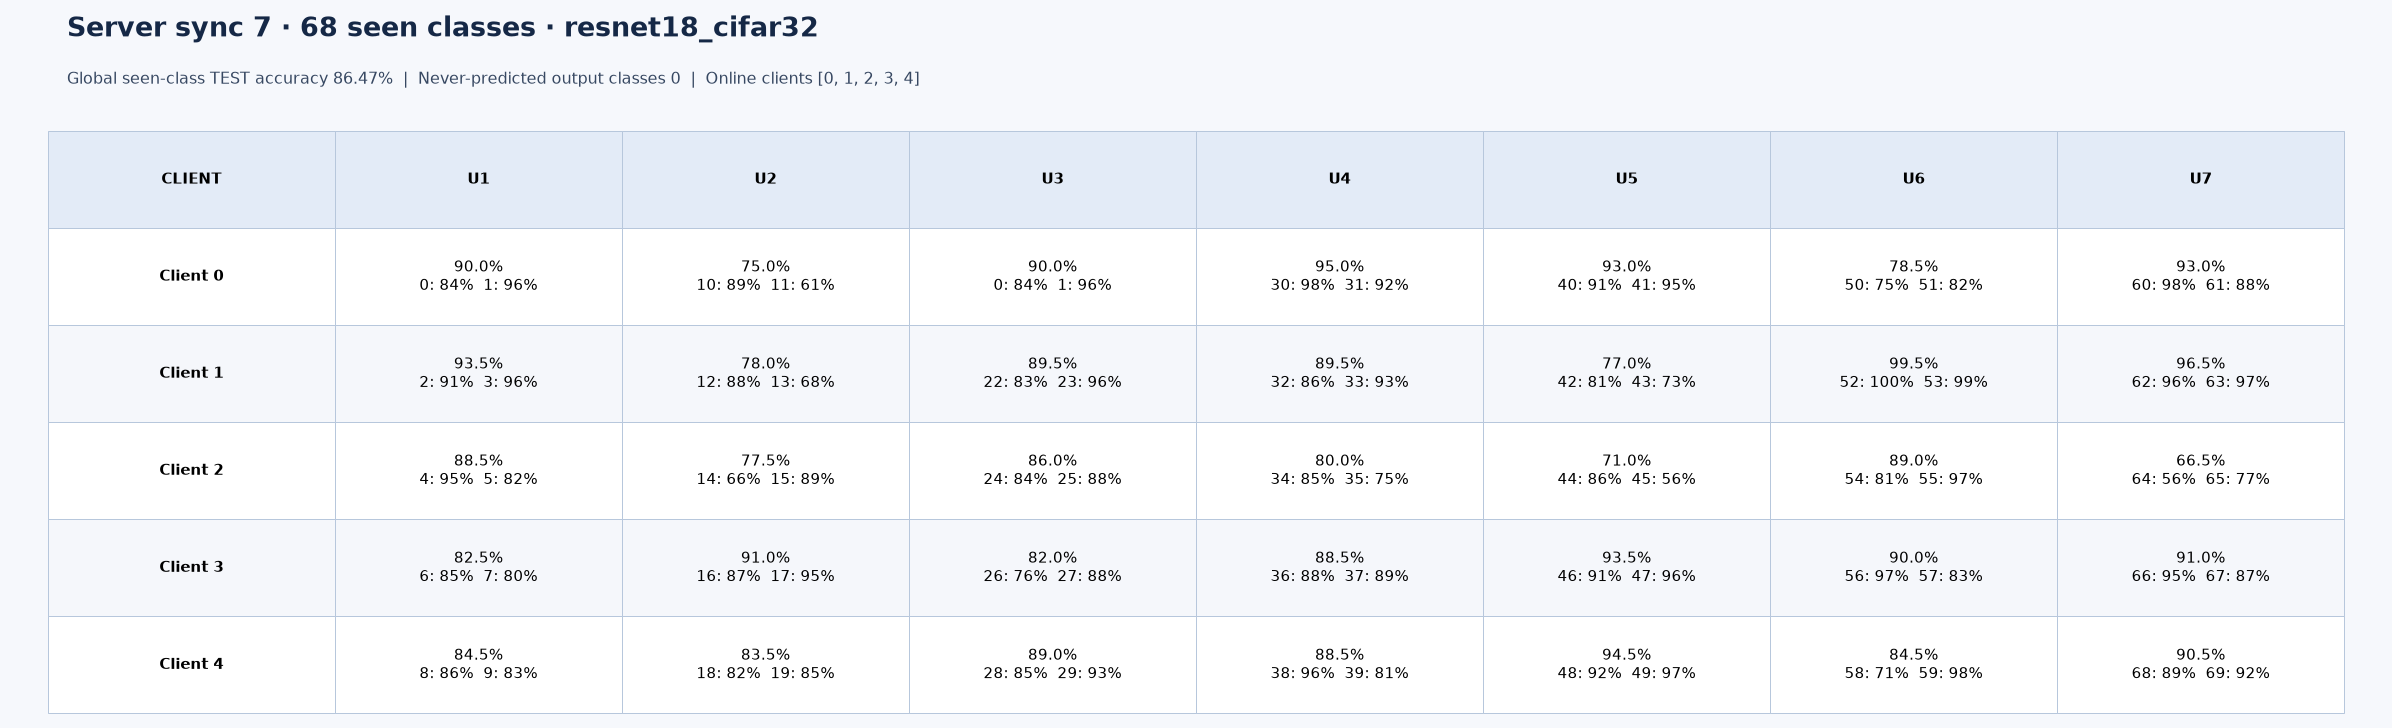 Server sync 7 · 68 seen classes · resnet18_cifar32
Global seen-class TEST accuracy 86.47% | Never-predicted output classes 0 | Online clients [0, 1, 2, 3, 4]
CLIENT U1 U2 U3 U4 U5 U6 U7
90.0% 75.0% 90.0% 95.0% 93.0% 78.5% 93.0%
Client 0
0: 84% 1: 96% 10: 89% 11: 61% 0: 84% 1: 96% 30: 98% 31: 92% 40: 91% 41: 95% 50: 75% 51: 82% 60: 98% 61: 88%
93.5% 78.0% 89.5% 89.5% 77.0% 99.5% 96.5%
Client 1
2: 91% 3: 96% 12: 88% 13: 68% 22: 83% 23: 96% 32: 86% 33: 93% 42: 81% 43: 73% 52: 100% 53: 99% 62: 96% 63: 97%
88.5% 77.5% 86.0% 80.0% 71.0% 89.0% 66.5%
Client 2
4: 95% 5: 82% 14: 66% 15: 89% 24: 84% 25: 88% 34: 85% 35: 75% 44: 86% 45: 56% 54: 81% 55: 97% 64: 56% 65: 77%
82.5% 91.0% 82.0% 88.5% 93.5% 90.0% 91.0%
Client 3
6: 85% 7: 80% 16: 87% 17: 95% 26: 76% 27: 88% 36: 88% 37: 89% 46: 91% 47: 96% 56: 97% 57: 83% 66: 95% 67: 87%
84.5% 83.5% 89.0% 88.5% 94.5% 84.5% 90.5%
Client 4
8: 86% 9: 83% 18: 82% 19: 85% 28: 85% 29: 93% 38: 96% 39: 81% 48: 92% 49: 97% 58: 71% 59: 98% 68: 89% 69: 92%